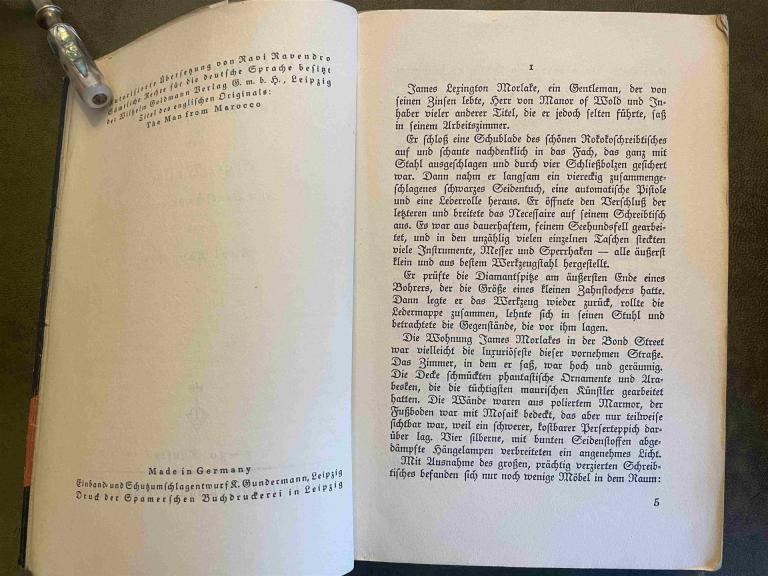 Autorisierte Übersetzung von Ravi Ravendro
Sämtliche Rechte für die deutsche Sprache besitzt
der Wilhelm Goldmann Verlag G. m. b. H., Leipzig
Titel des englischen Originals:
The Man from Marocco
Made in Germany
Einband- und Schutzumschlagentwurf K. Gundermann, Leipzig
Druck der Spamerschen Buchdruckerei in Leipzig
1
James Lexington Morlake, ein Gentleman, der von
seinen Zinsen lebte, Herr von Manor of Wold und In-
haber vieler anderer Titel, die er jedoch selten führte, saß
in seinem Arbeitszimmer.
Er schloß eine Schublade des schönen Rokokoschreibtisches
auf und schaute nachdenklich in das Fach, das ganz mit
Stahl ausgeschlagen und durch vier Schließbolzen gesichert
war. Dann nahm er langsam ein viereckig zusammenge-
schlagenes schwarzes Seidentuch, eine automatische Pistole
und eine Lederrolle heraus. Er öffnete den Verschluß der
letzteren und breitete das Necessaire auf seinem Schreibtisch
aus. Es war aus dauerhaftem, feinem Seehundsfell gearbei-
tet, und in den unzählig vielen einzelnen Taschen steckten
viele Instrumente, Messer und Sperrhaken — alle äußerst
klein und aus bestem Werkzeugstahl hergestellt.
Er prüfte die Diamantspitze am äußersten Ende eines
Bohrers, der die Größe eines kleinen Zahnstochers hatte.
Dann legte er das Werkzeug wieder zurück, rollte die
Ledermappe zusammen, lehnte sich in seinen Stuhl und
betrachtete die Gegenstände, die vor ihm lagen.
Die Wohnung James Morlakes in der Bond Street
war vielleicht die luxuriöseste dieser vornehmen Straße.
Das Zimmer, in dem er saß, war hoch und geräumig.
Die Decke schmückten phantastische Ornamente und Ara-
besken, die die tüchtigsten maurischen Künstler gearbeitet
hatten. Die Wände waren aus poliertem Marmor, der
Fußboden war mit Mosaik bedeckt, das aber nur teilweise
sichtbar war, weil ein schwerer, kostbarer Perserteppich dar-
über lag. Vier silberne, mit bunten Seidenstoffen abge-
dämpfte Hängelampen verbreiteten ein angenehmes Licht.
Mit Ausnahme des großen, prächtig verzierten Schreib-
tisches befanden sich nur noch wenige Möbel in dem Raum:
5